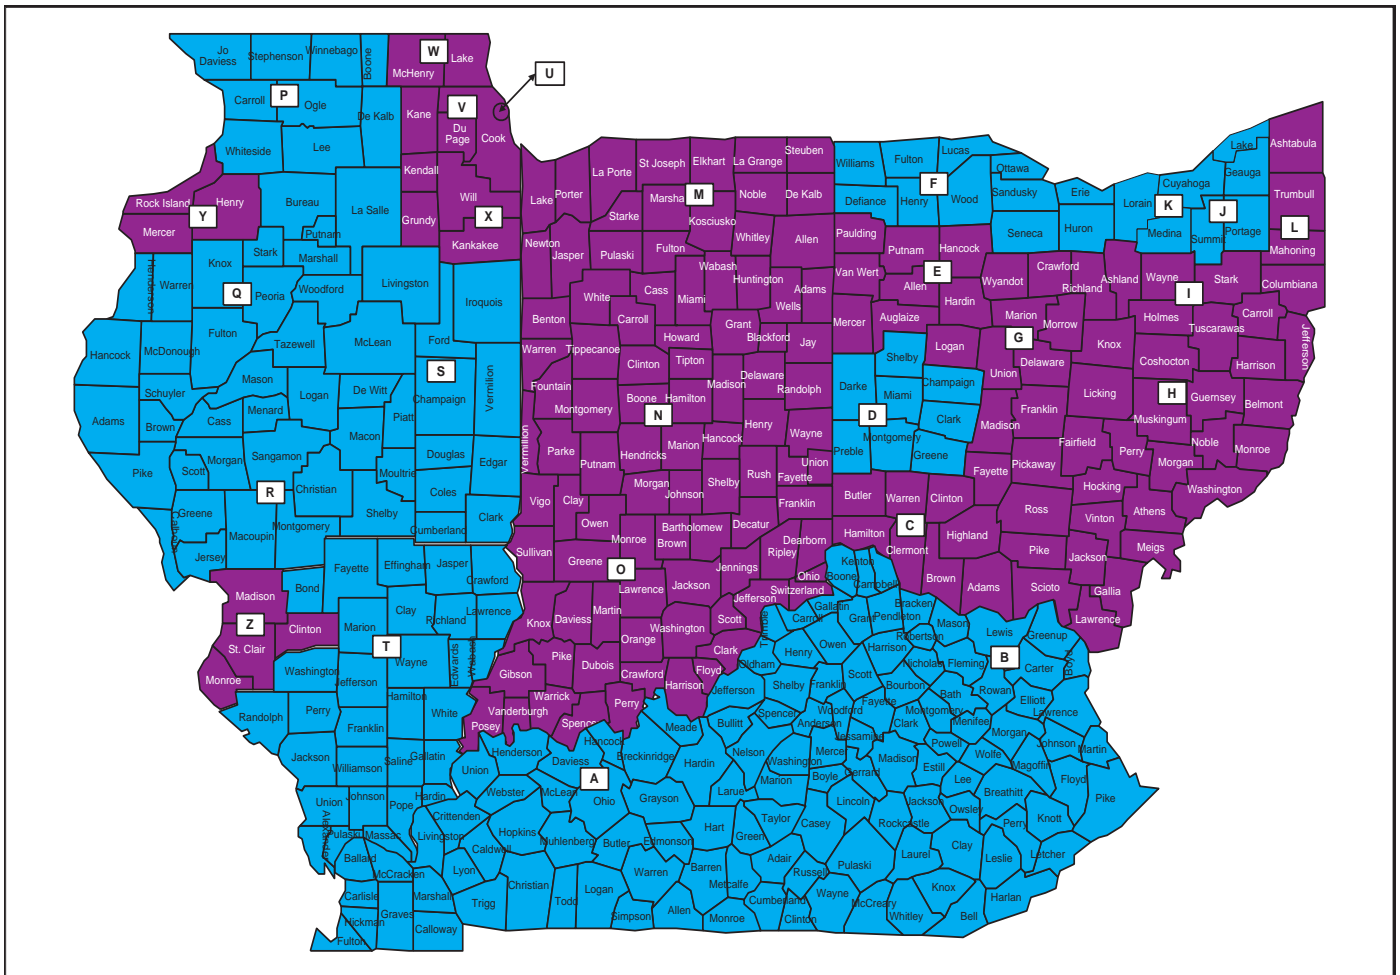 Jo Daviess
Stephenson
Winnebago
Boone
W
McHenry
Lake
U
Carroll
P
Ogle
De Kalb
Kane
V
Du Page
Cook
Whiteside
Lee
Kendall
Will
X
Grundy
Kankakee
Rock Island
Henry
Y
Mercer
Bureau
La Salle
Putnam
Stark
Marshall
Knox
Henderson
Warren
Q
Peoria
Woodford
Livingston
Iroquois
Fulton
Tazewell
McLean
Ford
Hancock
McDonough
S
Vermilion
Mason
Schuyler
Logan
De Witt
Champaign
Piatt
Menard
Adams
Brown
Cass
Macon
Pike
Scott
Morgan
Sangamon
Douglas
Edgar
Moultrie
Christian
Coles
R
Greene
Calhoun
Macoupin
Montgomery
Shelby
Cumberland
Clark
Jersey
Fayette
Effingham
Jasper
Crawford
Madison
Bond
Clay
Richland
Lawrence
Z
Clinton
Marion
St. Clair
T
Wayne
Edwards
Wabash
Monroe
Washington
Jefferson
Hamilton
White
Randolph
Perry
Franklin
Jackson
Williamson
Saline
Gallatin
Union
Johnson
Pope
Hardin
Alexander
Pulaski
Massac
Lake
Porter
La Porte
St Joseph
Elkhart
La Grange
Steuben
Marsha
M
Noble
De Kalb
Starke
Kosciusko
Newton
Jasper
Pulaski
Fulton
Whitley
Allen
Wabash
Huntington
White
Cass
Miami
Wells
Adams
Benton
Carroll
Grant
Blackford
Jay
Howard
Warren
Tippecanoe
Clinton
Tipton
Delaware
Madison
Randolph
Fountain
Montgomery
Boone
Hamilton
N
Henry
Wayne
Vermillion
Parke
Putnam
Hendricks
Marion
Hancock
Rush
Union
Fayette
Morgan
Johnson
Shelby
Franklin
Vigo
Clay
Owen
Monroe
Bartholomew
Brown
Decatur
Dearborn
Ripley
Sullivan
Greene
O
Jennings
Ohio
Switzerland
Lawrence
Jackson
Jefferson
Knox
Daviess
Martin
Washington
Scott
Orange
Clark
Pike
Dubois
Gibson
Crawford
Floyd
Harrison
Warrick
Perry
Vanderburgh
Posey
Spence
Williams
Fulton
Lucas
Ottawa
F
Wood
Sandusky
Erie
Defiance
Henry
Seneca
Huron
Lorain
K
Cuyahoga
Lake
Geauga
J
Medina
Summi
Portage
Ashtabula
Trumbull
L
Mahoning
Paulding
Putnam
Hancock
Van Wert
E
Allen
Wyandot
Crawford
Richland
Ashland
Wayne
I
Stark
Columbiana
Hardin
Mercer
Auglaize
Marion
Morrow
Holmes
Tuscarawas
Carroll
Jefferson
Logan
G
Knox
Coshocton
Harrison
Shelby
Union
Delaware
Darke
Champaign
Miami
D
Clark
Madison
Franklin
Licking
H
Muskingum
Guernsey
Belmont
Preble
Montgomery
Greene
Fayette
Pickaway
Fairfield
Perry
Noble
Morgan
Monroe
Butler
Warren
Clinton
Hocking
Washington
Ross
Vinton
Athens
Hamilton
C
Clermont
Highland
Pike
Jackson
Meigs
Brown
Adams
Scioto
Gallia
Lawrence
Kenton
Boone
Campbell
Gallatin
Carroll
Trimble
Grant
Pendleton
Bracken
Mason
Robertson
Lewis
Greenup
Owen
Henry
Oldham
Harrison
Nicholas
Fleming
B
Carter
Boyd
Shelby
Franklin
Scott
Bourbon
Rowan
Elliott
Lawrence
Jefferson
Bath
Fayette
Montgomery
Menifee
Spencer
Woodford
Anderson
Clark
Morgan
Meade
Bullitt
Jessamine
Powell
Johnson
Martin
Hancock
Breckinridge
Nelson
Washington
Mercer
Madison
Estill
Wolfe
Magoffin
Henderson
Daviess
Hardin
Marion
Boyle
Gerrard
Lee
Floyd
Union
A
Webster
McLean
Ohio
Grayson
Larue
Lincoln
Jackson
Owsley
Breathitt
Pike
Crittenden
Taylor
Casey
Rockcastle
Perry
Knott
Hopkins
Muhlenberg
Hart
Green
Livingston
Caldwell
Butler
Edmonson
Clay
Laurel
Leslie
Letcher
Ballard
McCracken
Lyon
Warren
Barren
Adair
Russell
Pulaski
Carlisle
Marshall
Trigg
Christian
Todd
Logan
Metcalfe
Cumberland
Wayne
McCreary
Knox
Harlan
Hickman
Graves
Simpson
Allen
Monroe
Clinton
Whitley
Bell
Fulton
Calloway